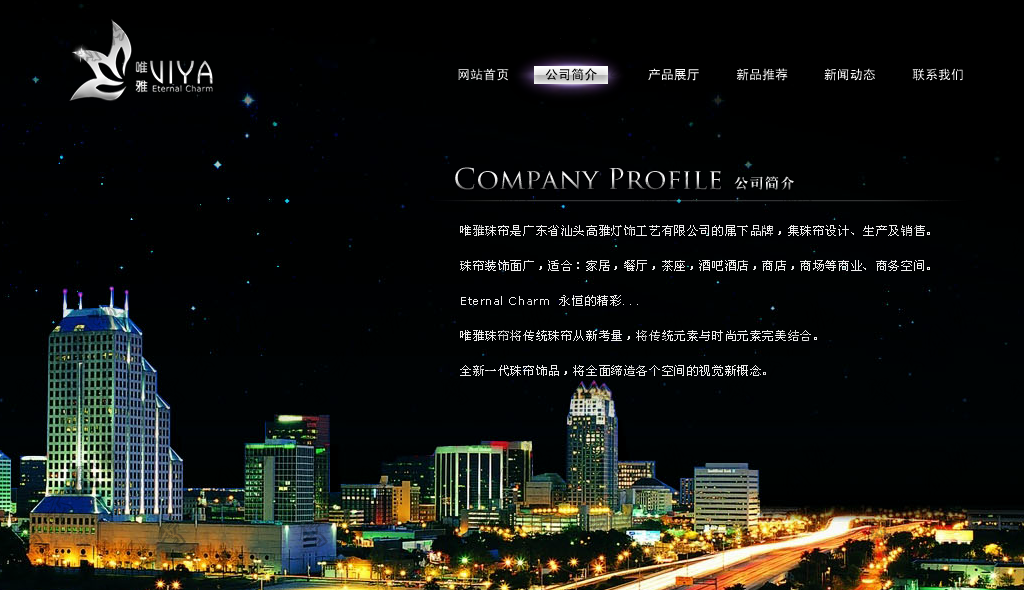 唯雅 VIYA
Eternal Charm
网站首页 公司简介 产品展厅 新品推荐 新闻动态 联系我们
COMPANY PROFILE 公司简介
唯雅珠帘是广东省汕头高雅灯饰工艺有限公司的属下品牌，集珠帘设计、生产及销售。
珠帘装饰面广，适合：家居，餐厅，茶座，酒吧酒店，商店，商场等商业、商务空间。
Eternal Charm 永恒的精彩...
唯雅珠帘将传统珠帘从新考量，将传统元素与时尚元素完美结合。
全新一代珠帘饰品，将全面缔造各个空间的视觉新概念。